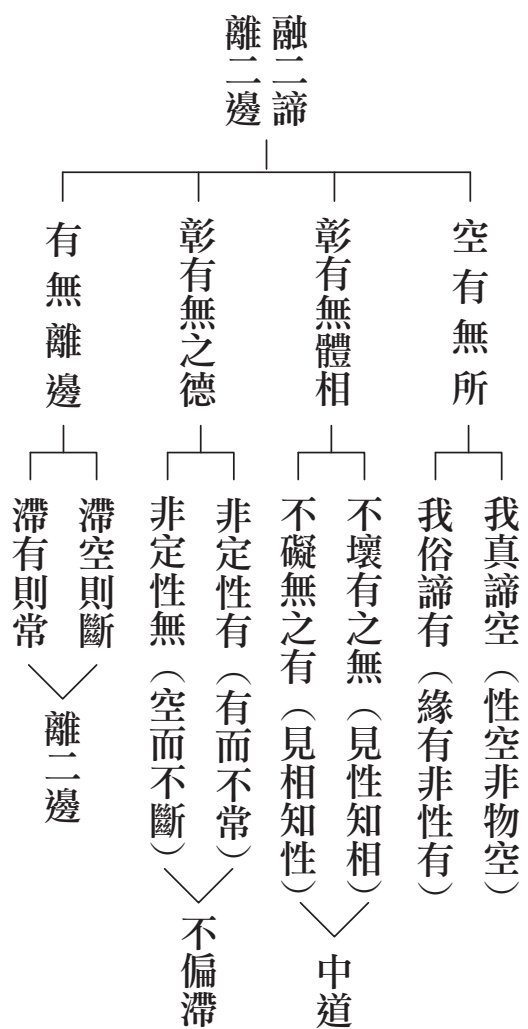 融二諦
離二邊
空有無所
彰有無體相
彰有無之德
有無離邊
我真諦空（性空非物空）
我俗諦有（緣有非性有）
不壞有之無（見性知相）
不礙無之有（見相知性）
非定性有（有而不常）
非定性無（空而不斷）
滯空則斷
滯有則常
中道
不偏滯
離二邊